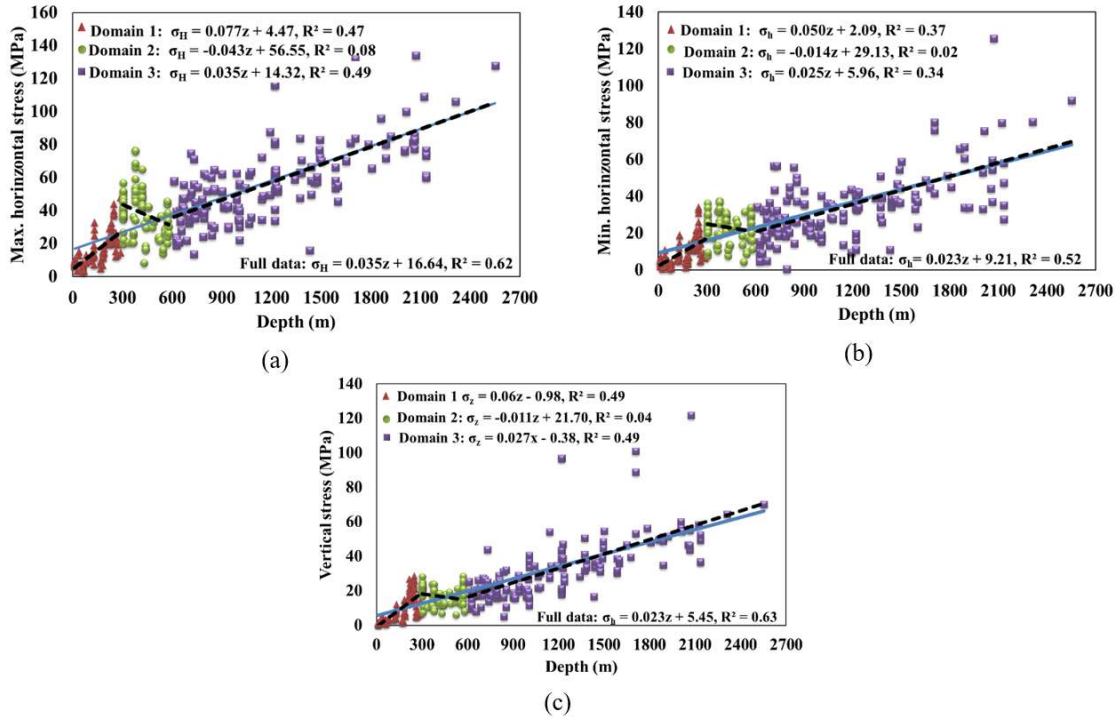 Max. horinzontal stress (MPa)
160
140
120
100
80
60
40
20
0
Domain 1: σH = 0.077z + 4.47, R² = 0.47
Domain 2: σH = -0.043z + 56.55, R² = 0.08
Domain 3: σH = 0.035z + 14.32, R² = 0.49
Full data: σH = 0.035z + 16.64, R² = 0.62
0 300 600 900 1200 1500 1800 2100 2400 2700
Depth (m)
(a)
Min. horinzontal stress (MPa)
140
120
100
80
60
40
20
0
Domain 1: σh = 0.050z + 2.09, R² = 0.37
Domain 2: σh = -0.014z + 29.13, R² = 0.02
Domain 3: σh= 0.025z + 5.96, R² = 0.34
Full data: σh= 0.023z + 9.21, R² = 0.52
0 300 600 900 1200 1500 1800 2100 2400 2700
Depth (m)
(b)
Vertical stress (MPa)
140
120
100
80
60
40
20
0
Domain 1 σz = 0.06z - 0.98, R² = 0.49
Domain 2: σz = -0.011z + 21.70, R² = 0.04
Domain 3: σz = 0.027x - 0.38, R² = 0.49
Full data: σh = 0.023z + 5.45, R² = 0.63
0 300 600 900 1200 1500 1800 2100 2400 2700
Depth (m)
(c)